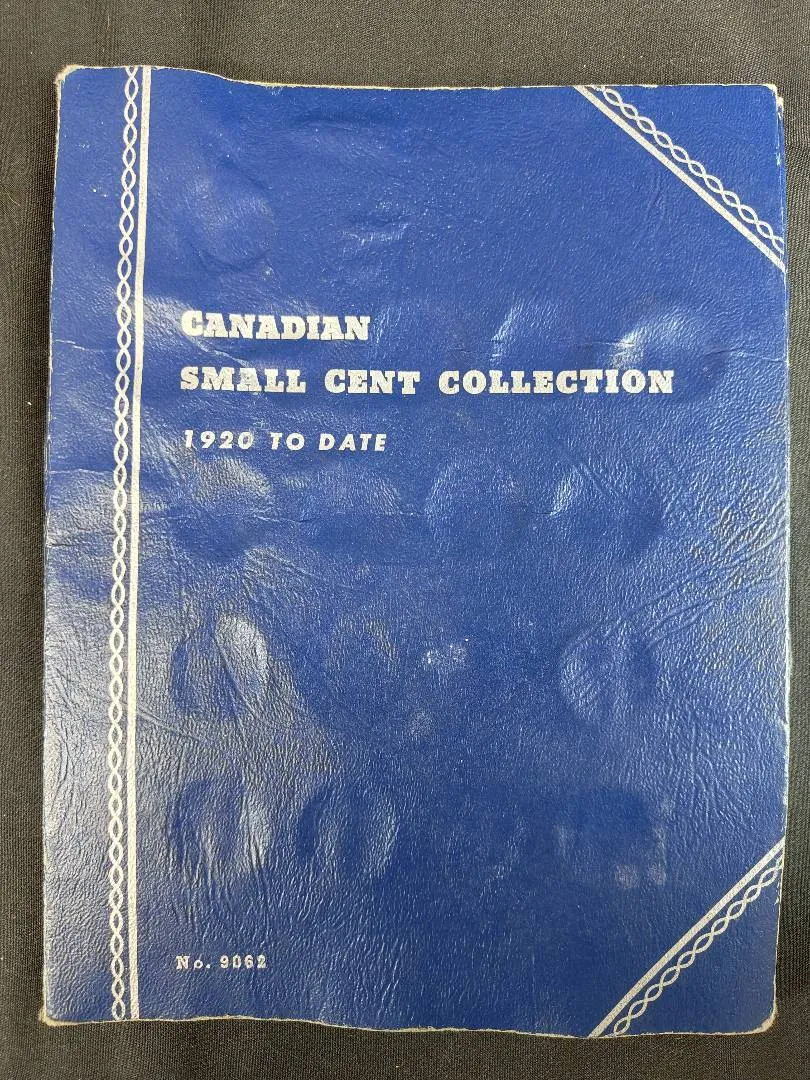 CANADIAN
SMALL CENT COLLECTION
1920 TO DATE
No. 9062